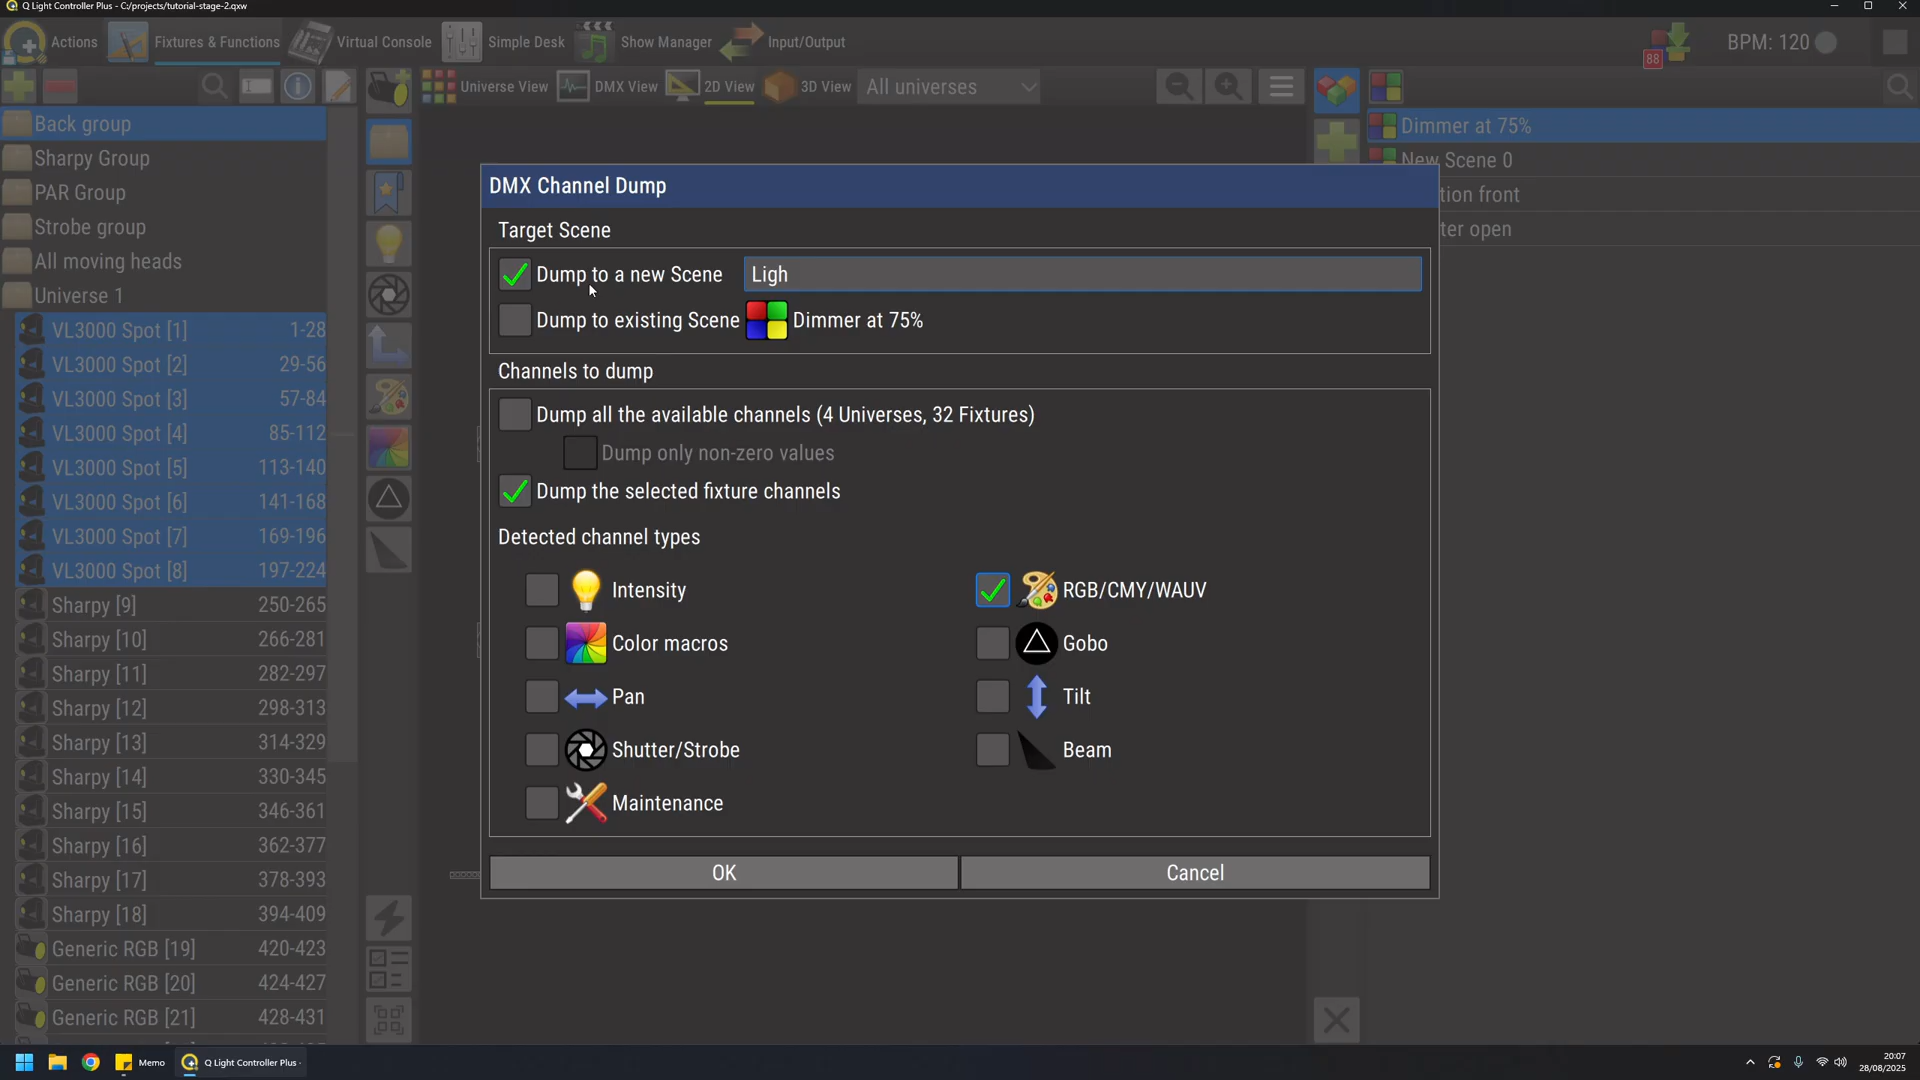 Q Light Controller Plus - C:/projects/tutorial-stage-2.qxw
Actions Fixtures & Functions Virtual Console Simple Desk Show Manager Input/Output 88 BPM: 120
Universe View DMX View 2D View 3D View All universes
Back group
Sharpy Group
PAR Group
Strobe group
All moving heads
Universe 1
VL3000 Spot [1] 1-28
VL3000 Spot [2] 29-56
VL3000 Spot [3] 57-84
VL3000 Spot [4] 85-112
VL3000 Spot [5] 113-140
VL3000 Spot [6] 141-168
VL3000 Spot [7] 169-196
VL3000 Spot [8] 197-224
Sharpy [9] 250-265
Sharpy [10] 266-281
Sharpy [11] 282-297
Sharpy [12] 298-313
Sharpy [13] 314-329
Sharpy [14] 330-345
Sharpy [15] 346-361
Sharpy [16] 362-377
Sharpy [17] 378-393
Sharpy [18] 394-409
Generic RGB [19] 420-423
Generic RGB [20] 424-427
Generic RGB [21] 428-431
DMX Channel Dump
Target Scene
Dump to a new Scene Ligh
Dump to existing Scene Dimmer at 75%
Channels to dump
Dump all the available channels (4 Universes, 32 Fixtures)
Dump only non-zero values
Dump the selected fixture channels
Detected channel types
Intensity RGB/CMY/WAUV
Color macros Gobo
Pan Tilt
Shutter/Strobe Beam
Maintenance
OK Cancel
Dimmer at 75%
New Scene 0
tion front
ter open
Memo Q Light Controller Plus -
20:07
28/08/2025